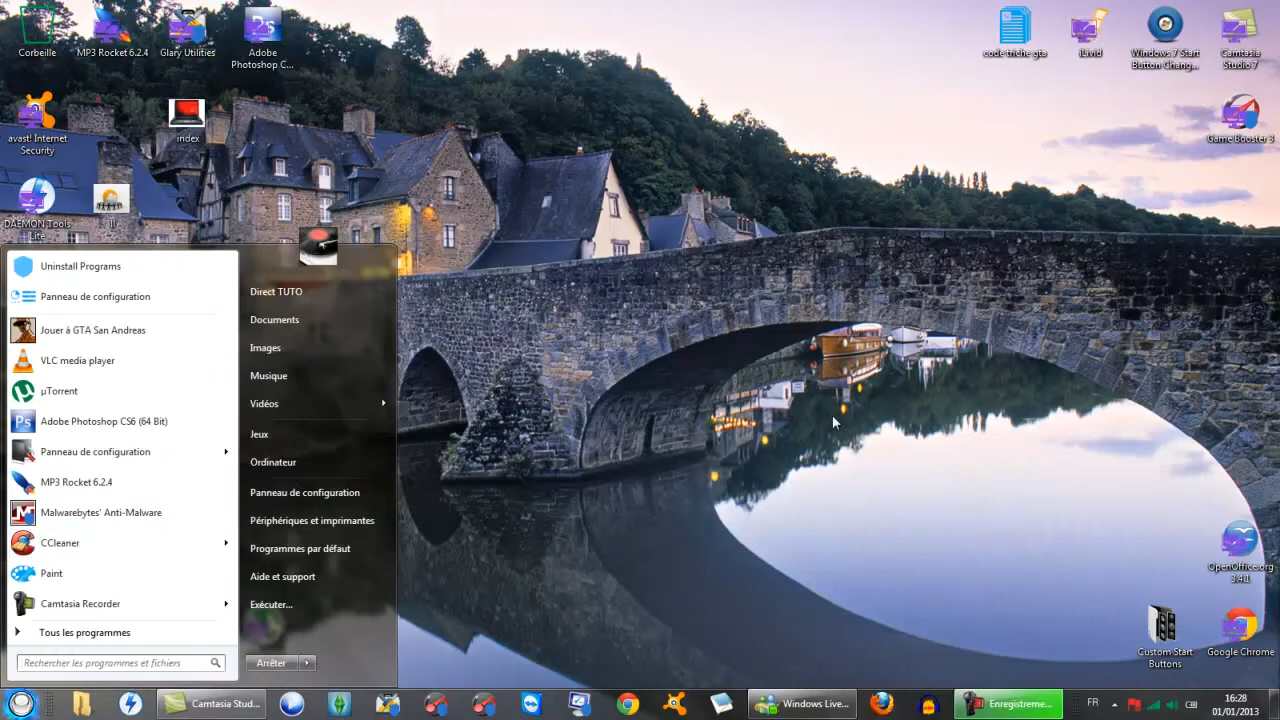 Corbeille
MP3 Rocket 6.2.4
Glary Utilities
Adobe
Photoshop C...
code triche gta
iLivid
Windows 7 Start
Button Chang...
Camtasia
Studio 7
avast! Internet
Security
index
Game Booster 3
DAEMON Tools
Lite
Uninstall Programs
Panneau de configuration
Jouer à GTA San Andreas
VLC media player
µTorrent
Adobe Photoshop CS6 (64 Bit)
Panneau de configuration
MP3 Rocket 6.2.4
Malwarebytes' Anti-Malware
CCleaner
Paint
Camtasia Recorder
Tous les programmes
Rechercher les programmes et fichiers
Direct TUTO
Documents
Images
Musique
Vidéos
Jeux
Ordinateur
Panneau de configuration
Périphériques et imprimantes
Programmes par défaut
Aide et support
Exécuter...
Arrêter
OpenOffice.org
3.4.1
Custom Start
Buttons
Google Chrome
Camtasia Stud...
Windows Live...
Enregistreme...
FR
16:28
01/01/2013